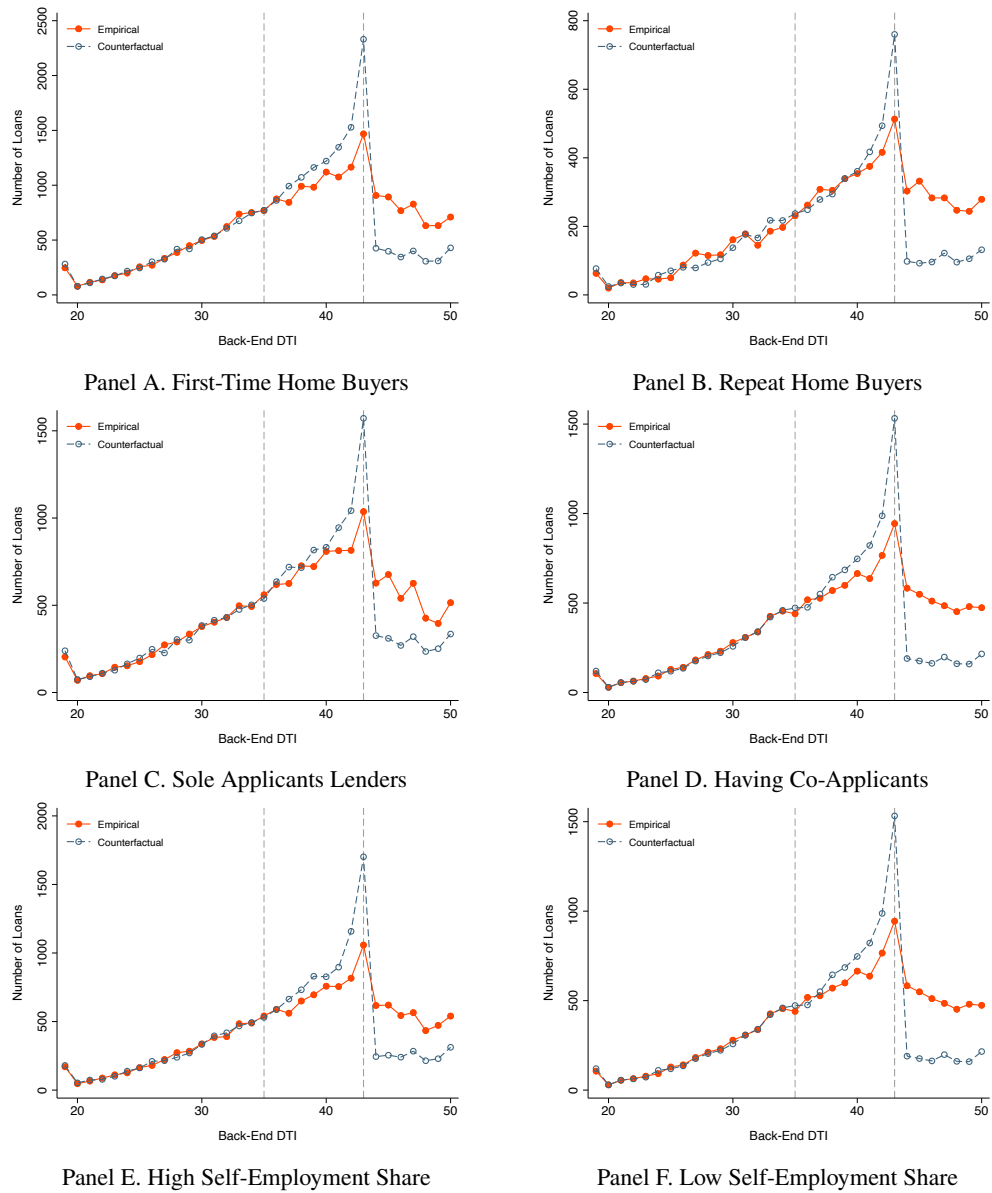 Empirical
Counterfactual
Number of Loans
0
500
1000
1500
2000
2500
20
30
40
50
Back-End DTI
Panel A. First-Time Home Buyers
Empirical
Counterfactual
Number of Loans
0
200
400
600
800
20
30
40
50
Back-End DTI
Panel B. Repeat Home Buyers
Empirical
Counterfactual
Number of Loans
0
500
1000
1500
20
30
40
50
Back-End DTI
Panel C. Sole Applicants Lenders
Empirical
Counterfactual
Number of Loans
0
500
1000
1500
20
30
40
50
Back-End DTI
Panel D. Having Co-Applicants
Empirical
Counterfactual
Number of Loans
0
500
1000
1500
2000
20
30
40
50
Back-End DTI
Panel E. High Self-Employment Share
Empirical
Counterfactual
Number of Loans
0
500
1000
1500
20
30
40
50
Back-End DTI
Panel F. Low Self-Employment Share